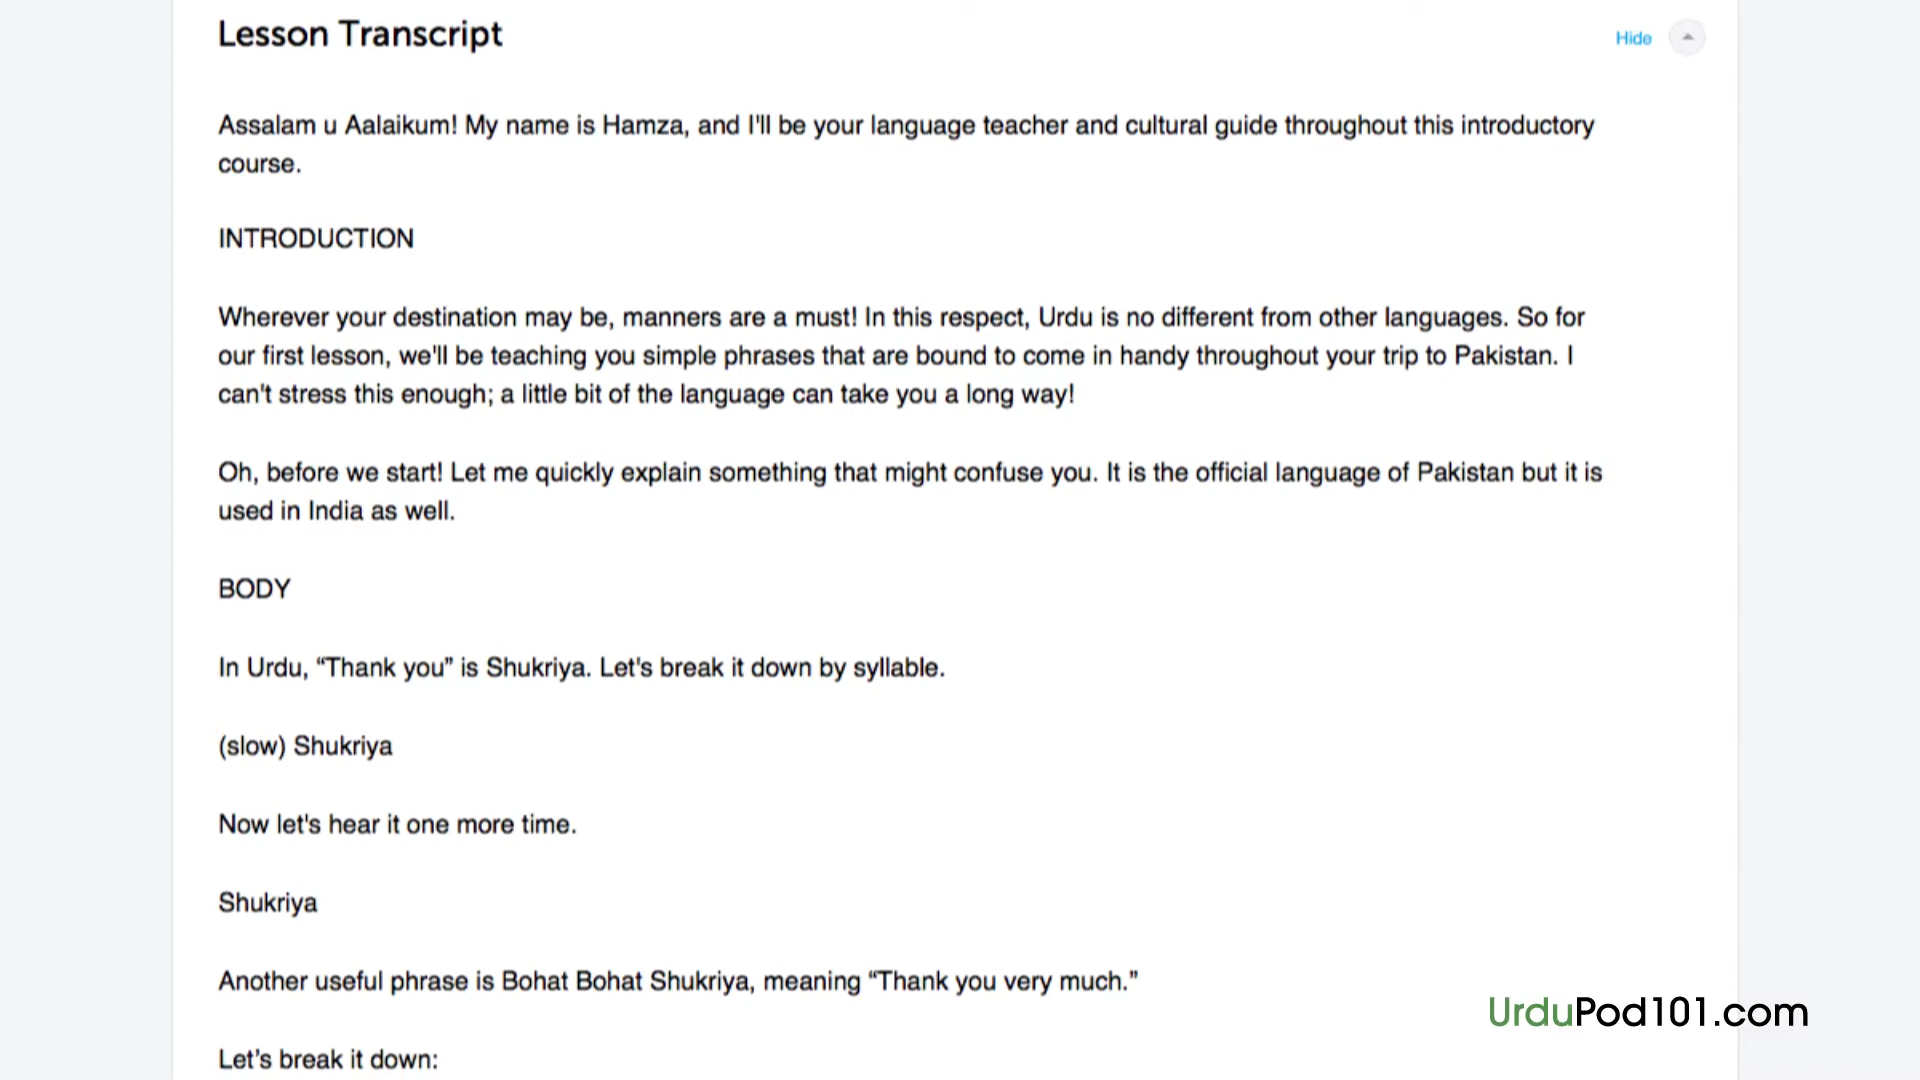 Lesson Transcript
Hide
Assalam u Aalaikum! My name is Hamza, and I'll be your language teacher and cultural guide throughout this introductory
course.
INTRODUCTION
Wherever your destination may be, manners are a must! In this respect, Urdu is no different from other languages. So for
our first lesson, we'll be teaching you simple phrases that are bound to come in handy throughout your trip to Pakistan. I
can't stress this enough; a little bit of the language can take you a long way!
Oh, before we start! Let me quickly explain something that might confuse you. It is the official language of Pakistan but it is
used in India as well.
BODY
In Urdu, “Thank you” is Shukriya. Let's break it down by syllable.
(slow) Shukriya
Now let's hear it one more time.
Shukriya
Another useful phrase is Bohat Bohat Shukriya, meaning “Thank you very much.”
UrduPod101.com
Let’s break it down: